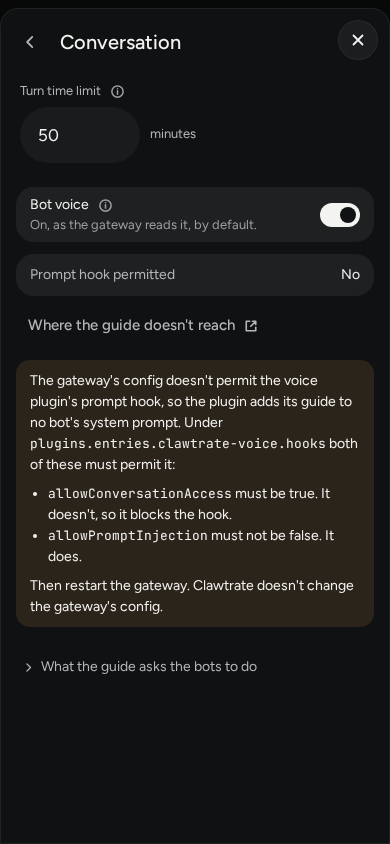 Conversation
Turn time limit
50 minutes
Bot voice
On, as the gateway reads it, by default.
Prompt hook permitted No
Where the guide doesn't reach
The gateway's config doesn't permit the voice
plugin's prompt hook, so the plugin adds its guide to
no bot's system prompt. Under
plugins.entries.clawtrate-voice.hooks both
of these must permit it:
• allowConversationAccess must be true. It
doesn't, so it blocks the hook.
• allowPromptInjection must not be false. It
does.
Then restart the gateway. Clawtrate doesn't change
the gateway's config.
What the guide asks the bots to do